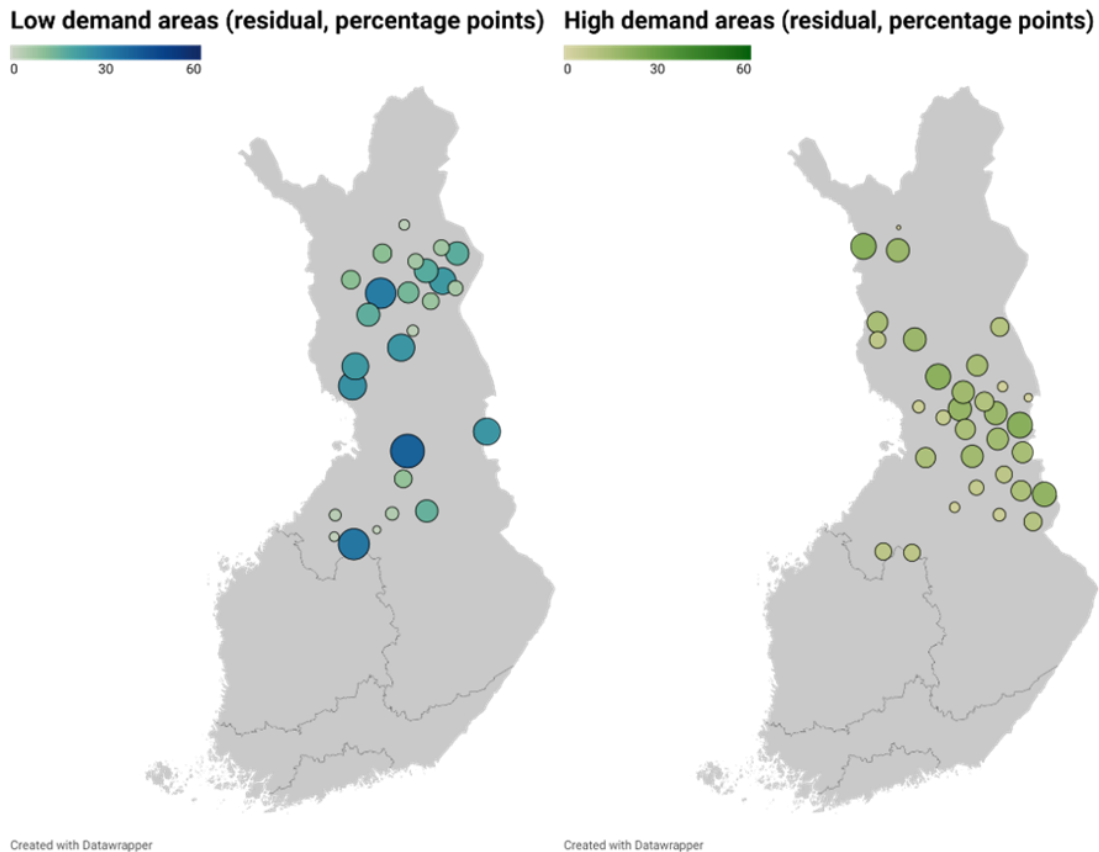 Low demand areas (residual, percentage points)
0 30 60
High demand areas (residual, percentage points)
0 30 60
Created with Datawrapper
Created with Datawrapper